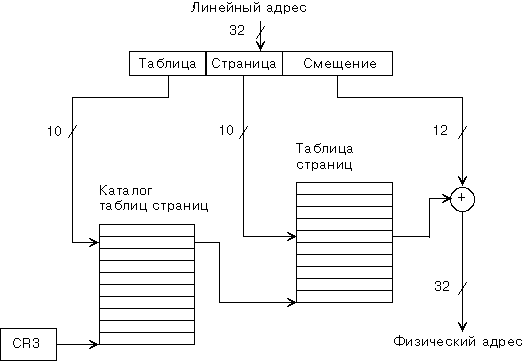 Линейный адрес
32
Таблица
Страница
Смещение
10
10
12
Таблица
страниц
Каталог
таблиц страниц
+
32
CR3
Физический адрес